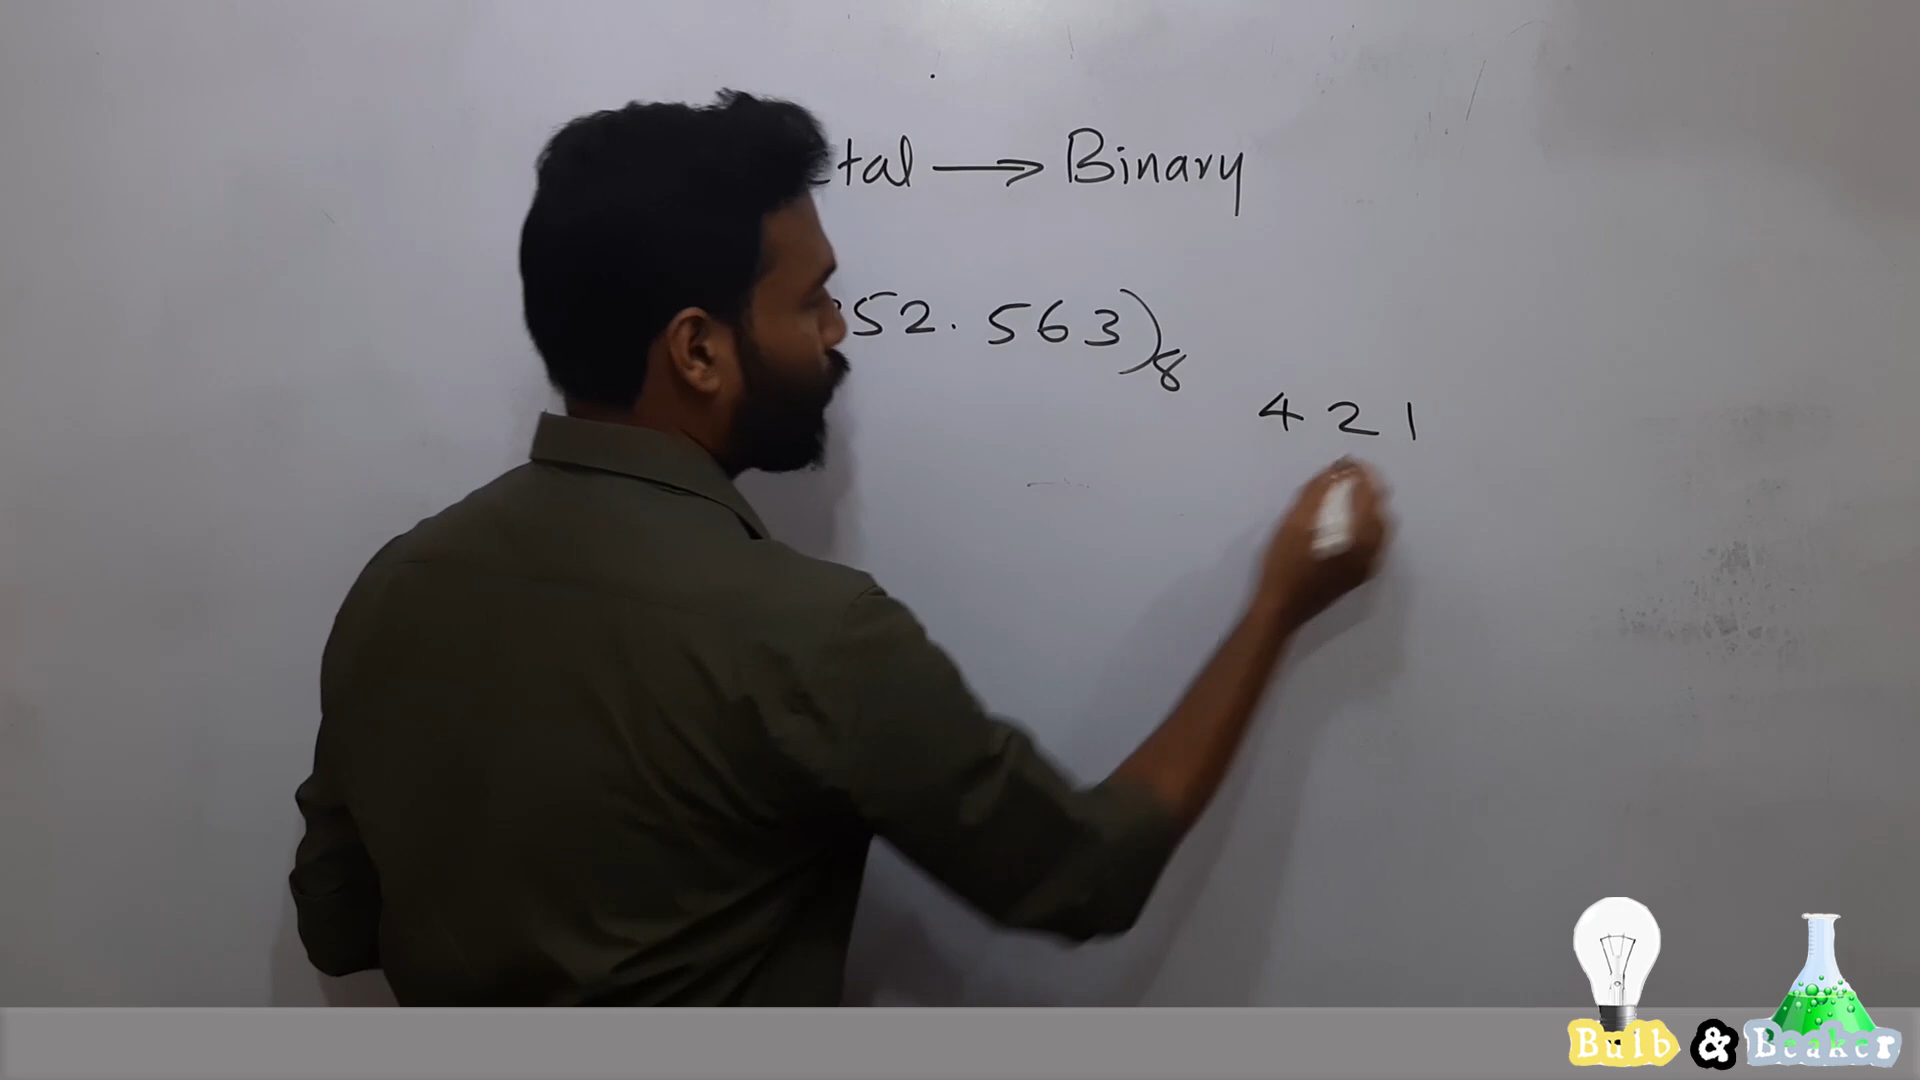 tal → Binary
52.563)8
4 2 1
Bulb & Beaker